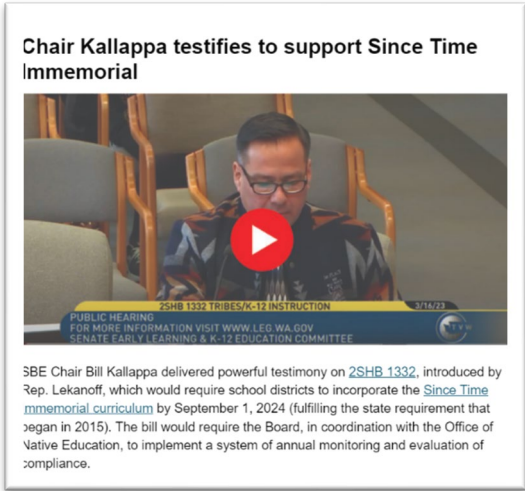 Chair Kallappa testifies to support Since Time
Immemorial
2SHB 1332 TRIBES/K-12 INSTRUCTION
3/16/23
PUBLIC HEARING
FOR MORE INFORMATION VISIT WWW.LEG.WA.GOV
SENATE EARLY LEARNING & K-12 EDUCATION COMMITTEE
TVW
SBE Chair Bill Kallappa delivered powerful testimony on 2SHB 1332, introduced by
Rep. Lekanoff, which would require school districts to incorporate the Since Time
Immemorial curriculum by September 1, 2024 (fulfilling the state requirement that
began in 2015). The bill would require the Board, in coordination with the Office of
Native Education, to implement a system of annual monitoring and evaluation of
compliance.